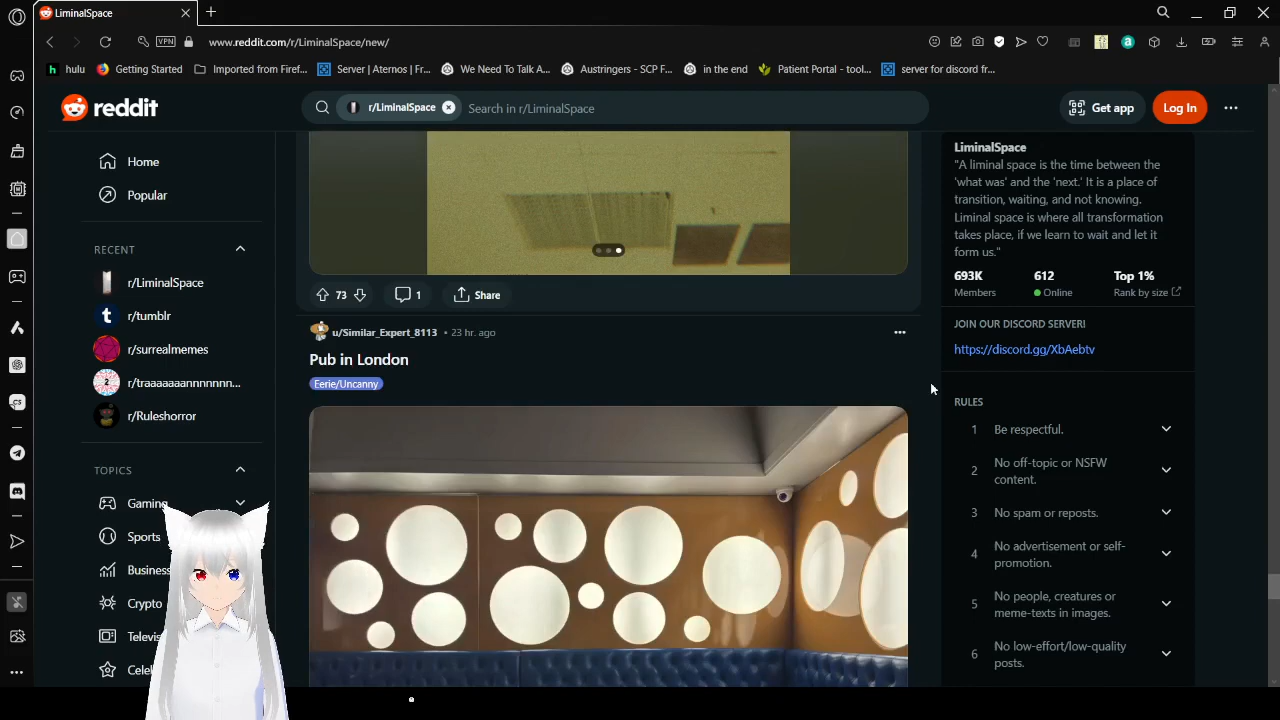 LiminalSpace
VPN
www.reddit.com/r/LiminalSpace/new/
hulu
Getting Started
Imported from Firef...
Server | Aternos | Fr...
We Need To Talk A...
Austringers - SCP F...
in the end
Patient Portal - tool...
server for discord fr...
reddit
r/LiminalSpace
Search in r/LiminalSpace
Get app
Log In
Home
Popular
RECENT
r/LiminalSpace
r/tumblr
r/surrealmemes
r/traaaaaaannnnnnn...
r/Ruleshorror
TOPICS
Gaming
Sports
Business
Crypto
Televis
Celeb
73
1
Share
u/Similar_Expert_8113 • 23 hr. ago
Pub in London
Eerie/Uncanny
LiminalSpace
"A liminal space is the time between the
'what was' and the 'next.' It is a place of
transition, waiting, and not knowing.
Liminal space is where all transformation
takes place, if we learn to wait and let it
form us."
693K
Members
612
Online
Top 1%
Rank by size
JOIN OUR DISCORD SERVER!
https://discord.gg/XbAebtv
RULES
1 Be respectful.
2 No off-topic or NSFW
content.
3 No spam or reposts.
4 No advertisement or self-
promotion.
5 No people, creatures or
meme-texts in images.
6 No low-effort/low-quality
posts.